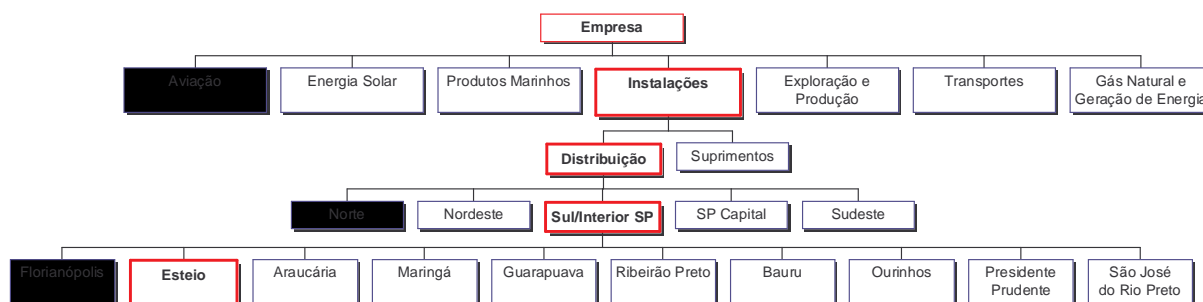 Empresa
Aviação
Energia Solar
Produtos Marinhos
Instalações
Exploração e
Produção
Transportes
Gás Natural e
Geração de Energia
Distribuição
Suprimentos
Norte
Nordeste
Sul/Interior SP
SP Capital
Sudeste
Florianópolis
Esteio
Araucária
Maringá
Guarapuava
Ribeirão Preto
Bauru
Ourinhos
Presidente
Prudente
São José
do Rio Preto